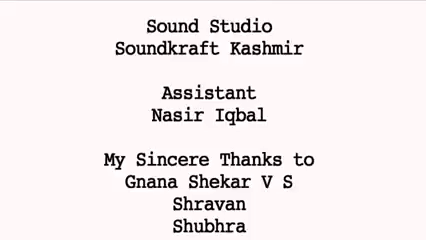 Sound Studio
Soundkraft Kashmir
Assistant
Nasir Iqbal
My Sincere Thanks to
Gnana Shekar V S
Shravan
Shubhra